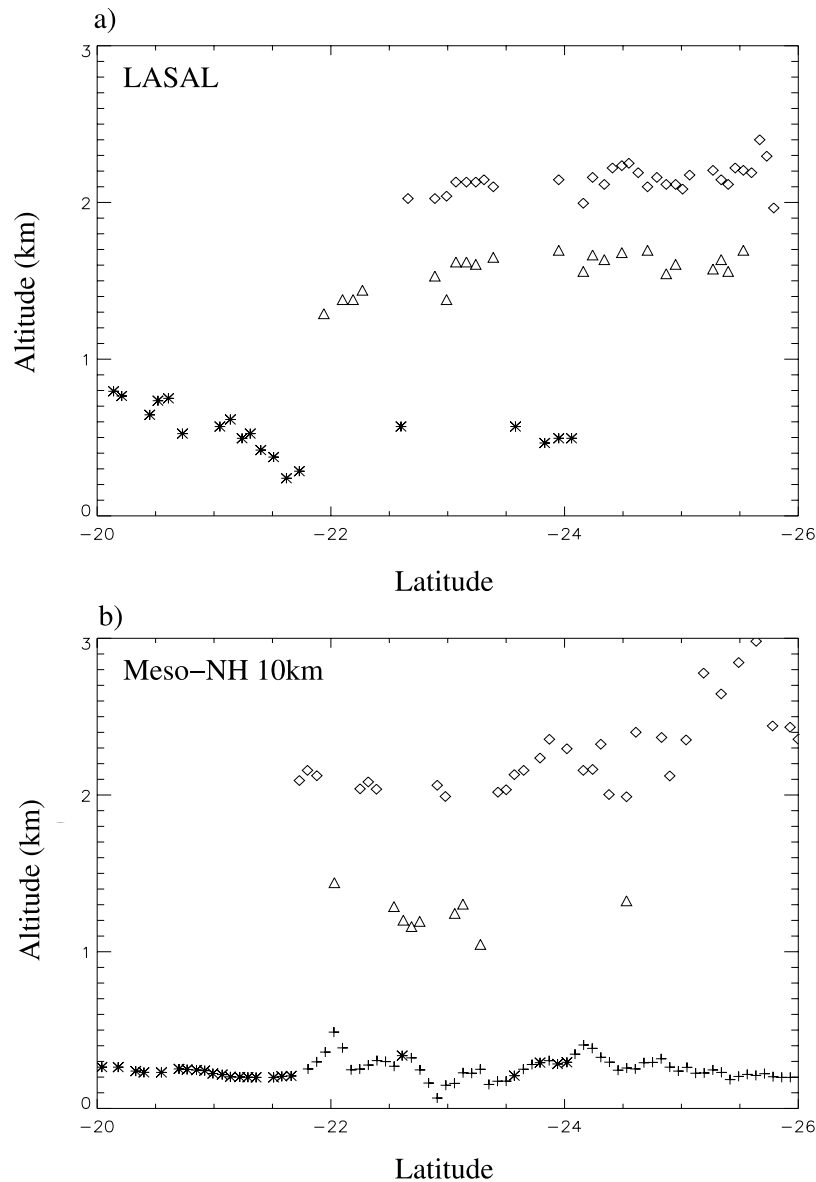 a)
3
LASAL
2
Altitude (km)
1
0
−20
−22
−24
−26
Latitude
b)
3
Meso−NH 10km
2
Altitude (km)
1
0
−20
−22
−24
−26
Latitude